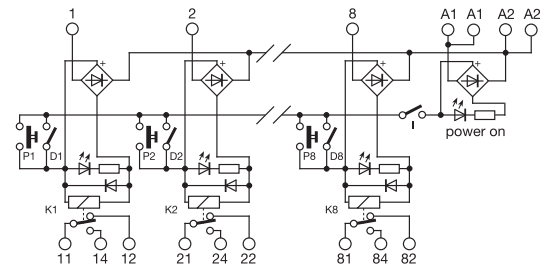 1 2 8 A1 A1 A2 A2
+ + + +
I
power on
P1 D1 P2 D2 P8 D8
K1 K2 K8
11 14 12 21 24 22 81 84 82